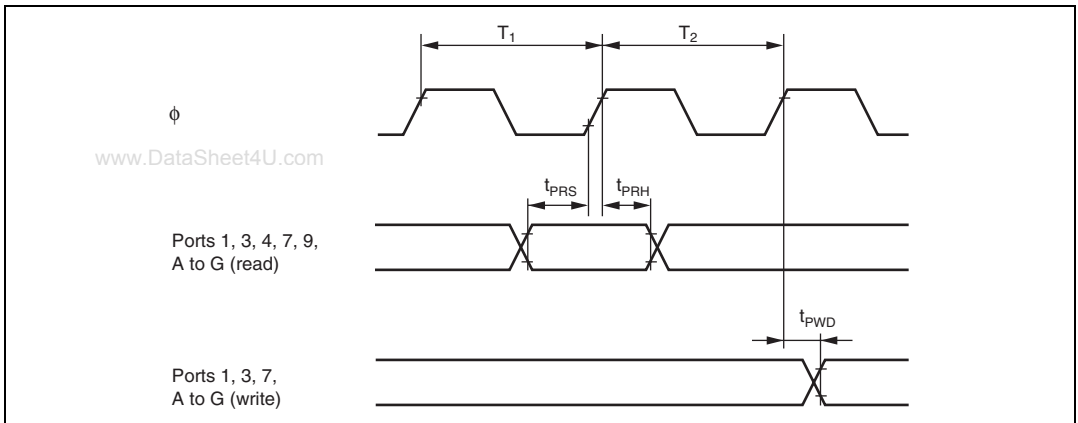 T₁
T₂
ϕ
www.DataSheet4U.com
tPRS
tPRH
Ports 1, 3, 4, 7, 9,
A to G (read)
tPWD
Ports 1, 3, 7,
A to G (write)